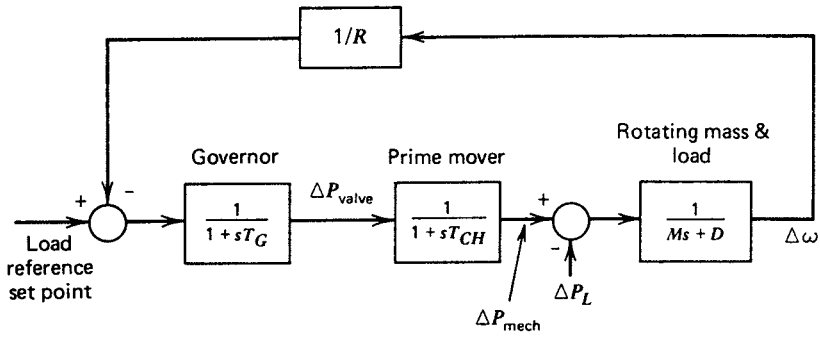 1/R
Rotating mass &
load
Governor
Prime mover
+
−
ΔP_valve
+
1
1 + sT_G
1
1 + sT_CH
1
Ms + D
−
Load
reference
set point
Δω
ΔP_L
ΔP_mech